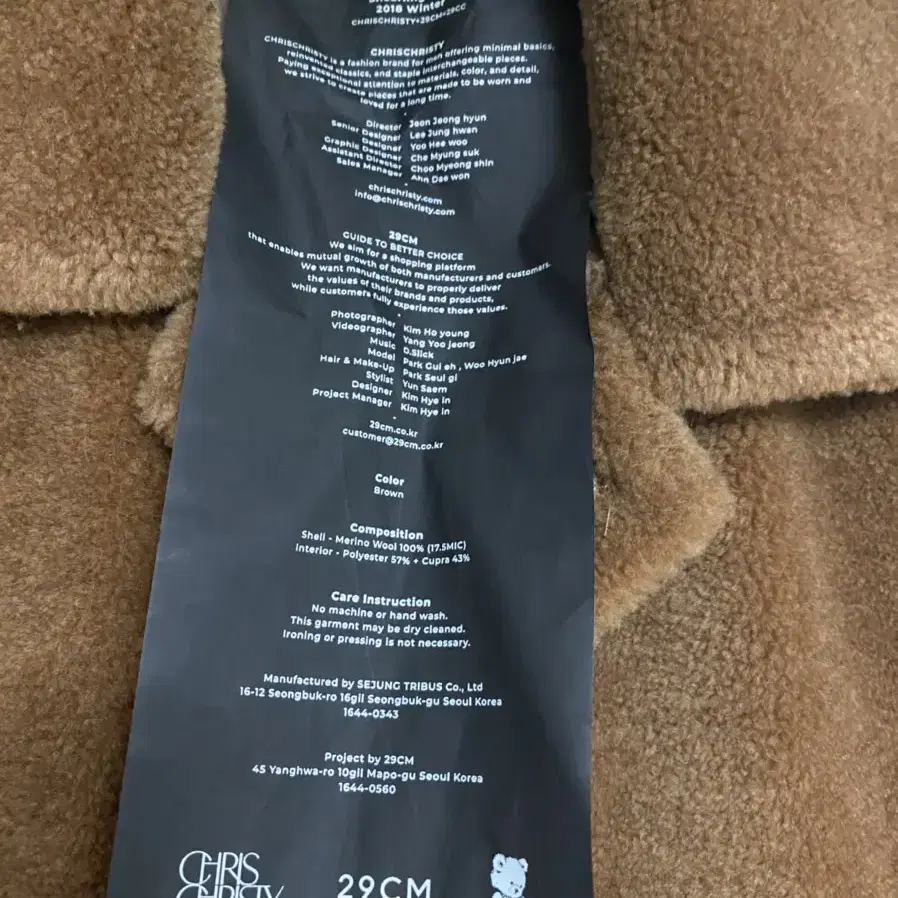 2018 Winter
CHRISCHRISTY×29CM×29CC
CHRISCHRISTY
CHRISCHRISTY is a fashion brand for men offering minimal basics,
reinvented classics, and staple interchangeable pieces.
Paying exceptional attention to materials, color, and detail,
we strive to create pieces that are made to be worn and
loved for a long time.
Director Jeon Jeong hyun
Senior Designer Lee Jung hwan
Designer Yoo Hee woo
Graphic Designer Che Myung suk
Assistant Director Choo Myeong shin
Sales Manager Ahn Dae won
chrischristy.com
info@chrischristy.com
29CM
GUIDE TO BETTER CHOICE
We aim for a shopping platform
that enables mutual growth of both manufacturers and customers.
We want manufacturers to properly deliver
the values of their brands and products,
while customers fully experience those values.
Photographer Kim Ho young
Videographer Yang Yoo jeong
Music D.Slick
Model Park Gui eh , Woo Hyun jae
Hair & Make-Up Park Seul gi
Stylist Yun Saem
Designer Kim Hye in
Project Manager Kim Hye in
29cm.co.kr
customer@29cm.co.kr
Color
Brown
Composition
Shell - Merino Wool 100% (17.5MIC)
Interior - Polyester 57% + Cupra 43%
Care Instruction
No machine or hand wash.
This garment may be dry cleaned.
Ironing or pressing is not necessary.
Manufactured by SEJUNG TRIBUS Co., Ltd
16-12 Seongbuk-ro 16gil Seongbuk-gu Seoul Korea
1644-0343
Project by 29CM
45 Yanghwa-ro 10gil Mapo-gu Seoul Korea
1644-0560
CHRIS
CHRISTY
29CM